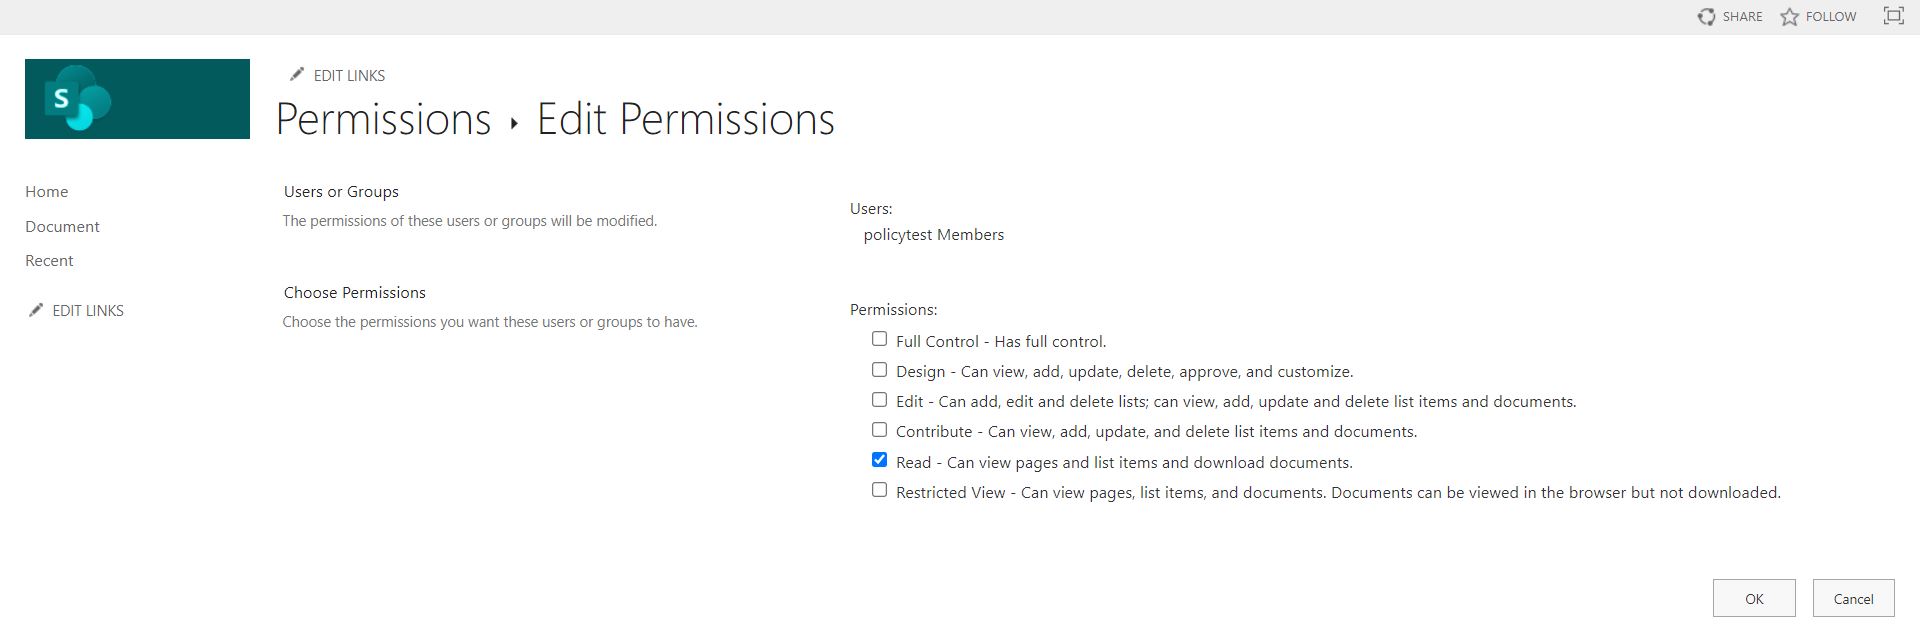 SHARE FOLLOW
S
EDIT LINKS
Permissions ▸ Edit Permissions
Home
Document
Recent
EDIT LINKS
Users or Groups
The permissions of these users or groups will be modified.
Users:
policytest Members
Choose Permissions
Choose the permissions you want these users or groups to have.
Permissions:
Full Control - Has full control.
Design - Can view, add, update, delete, approve, and customize.
Edit - Can add, edit and delete lists; can view, add, update and delete list items and documents.
Contribute - Can view, add, update, and delete list items and documents.
Read - Can view pages and list items and download documents.
Restricted View - Can view pages, list items, and documents. Documents can be viewed in the browser but not downloaded.
OK Cancel